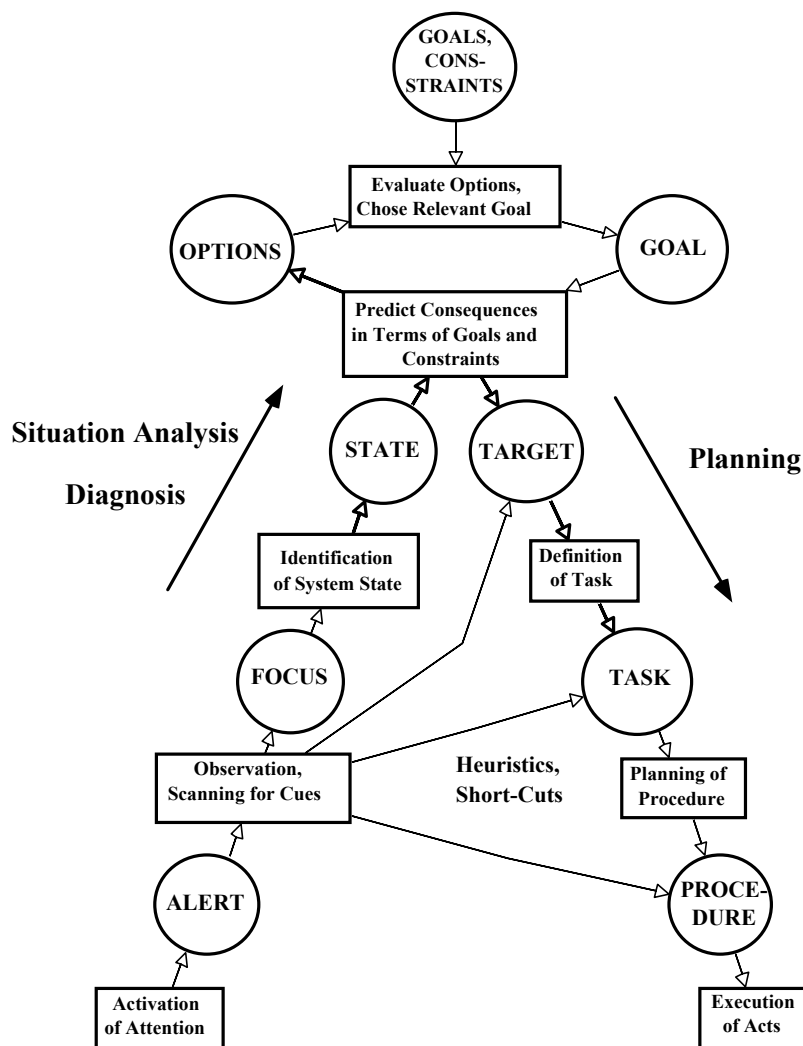 GOALS,
CONS-
STRAINTS
Evaluate Options,
Chose Relevant Goal
OPTIONS
GOAL
Predict Consequences
in Terms of Goals and
Constraints
Situation Analysis
Diagnosis
STATE
TARGET
Planning
Identification
of System State
Definition
of Task
FOCUS
TASK
Observation,
Scanning for Cues
Heuristics,
Short-Cuts
Planning of
Procedure
ALERT
PROCE-
DURE
Activation
of Attention
Execution
of Acts